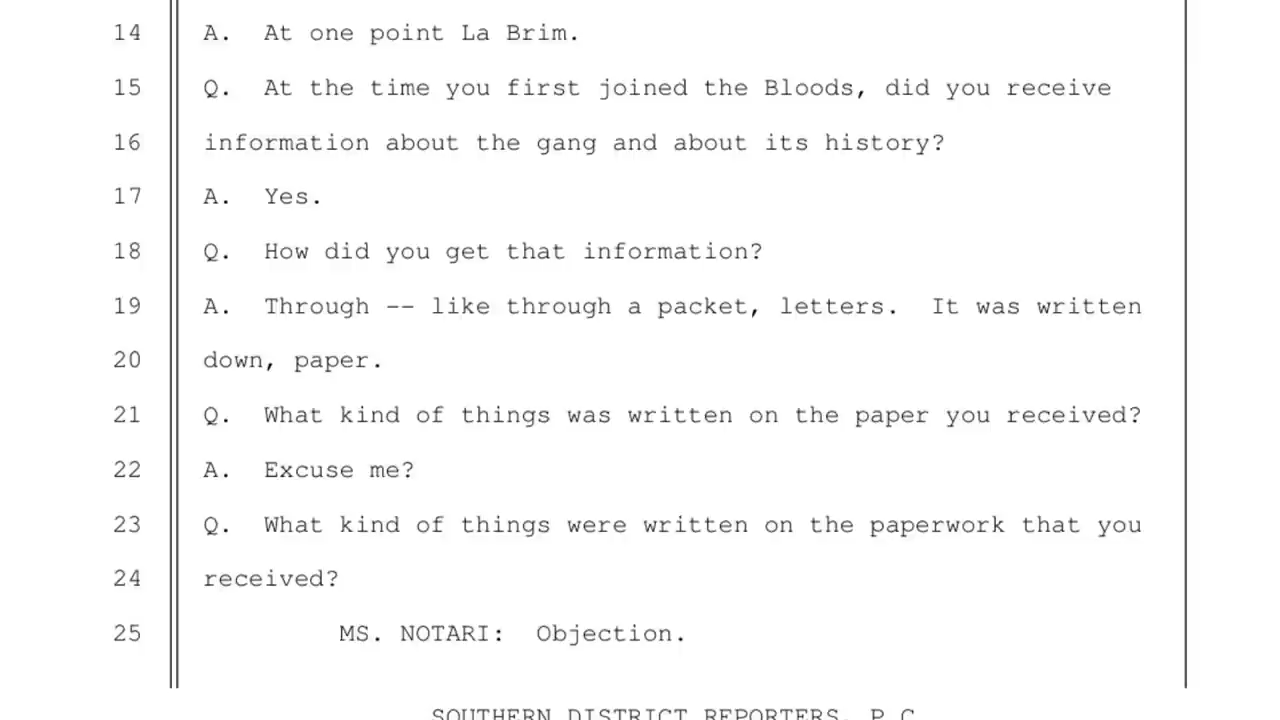 14 A. At one point La Brim.
15 Q. At the time you first joined the Bloods, did you receive
16 information about the gang and about its history?
17 A. Yes.
18 Q. How did you get that information?
19 A. Through -- like through a packet, letters. It was written
20 down, paper.
21 Q. What kind of things was written on the paper you received?
22 A. Excuse me?
23 Q. What kind of things were written on the paperwork that you
24 received?
25 MS. NOTARI: Objection.
SOUTHERN DISTRICT REPORTERS, P.C